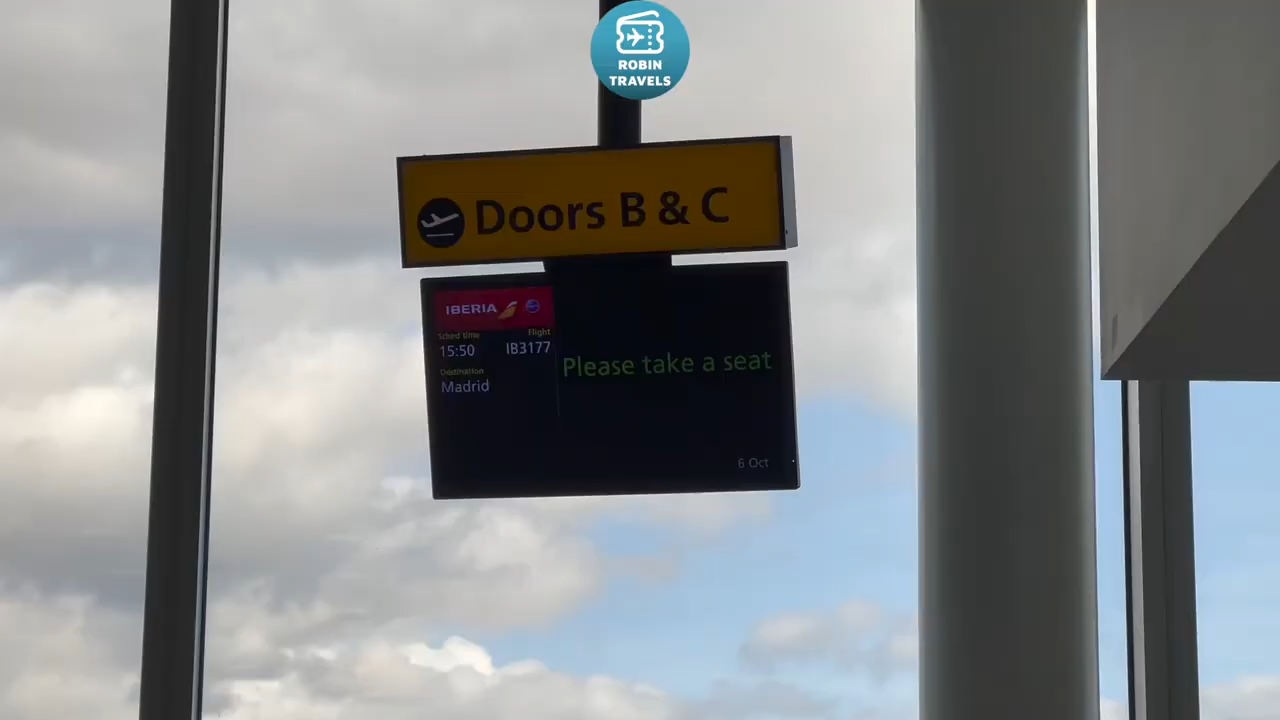 ROBIN
TRAVELS
Doors B & C
IBERIA
Sched time Flight
15:50 IB3177
Destination
Madrid
Please take a seat
6 Oct